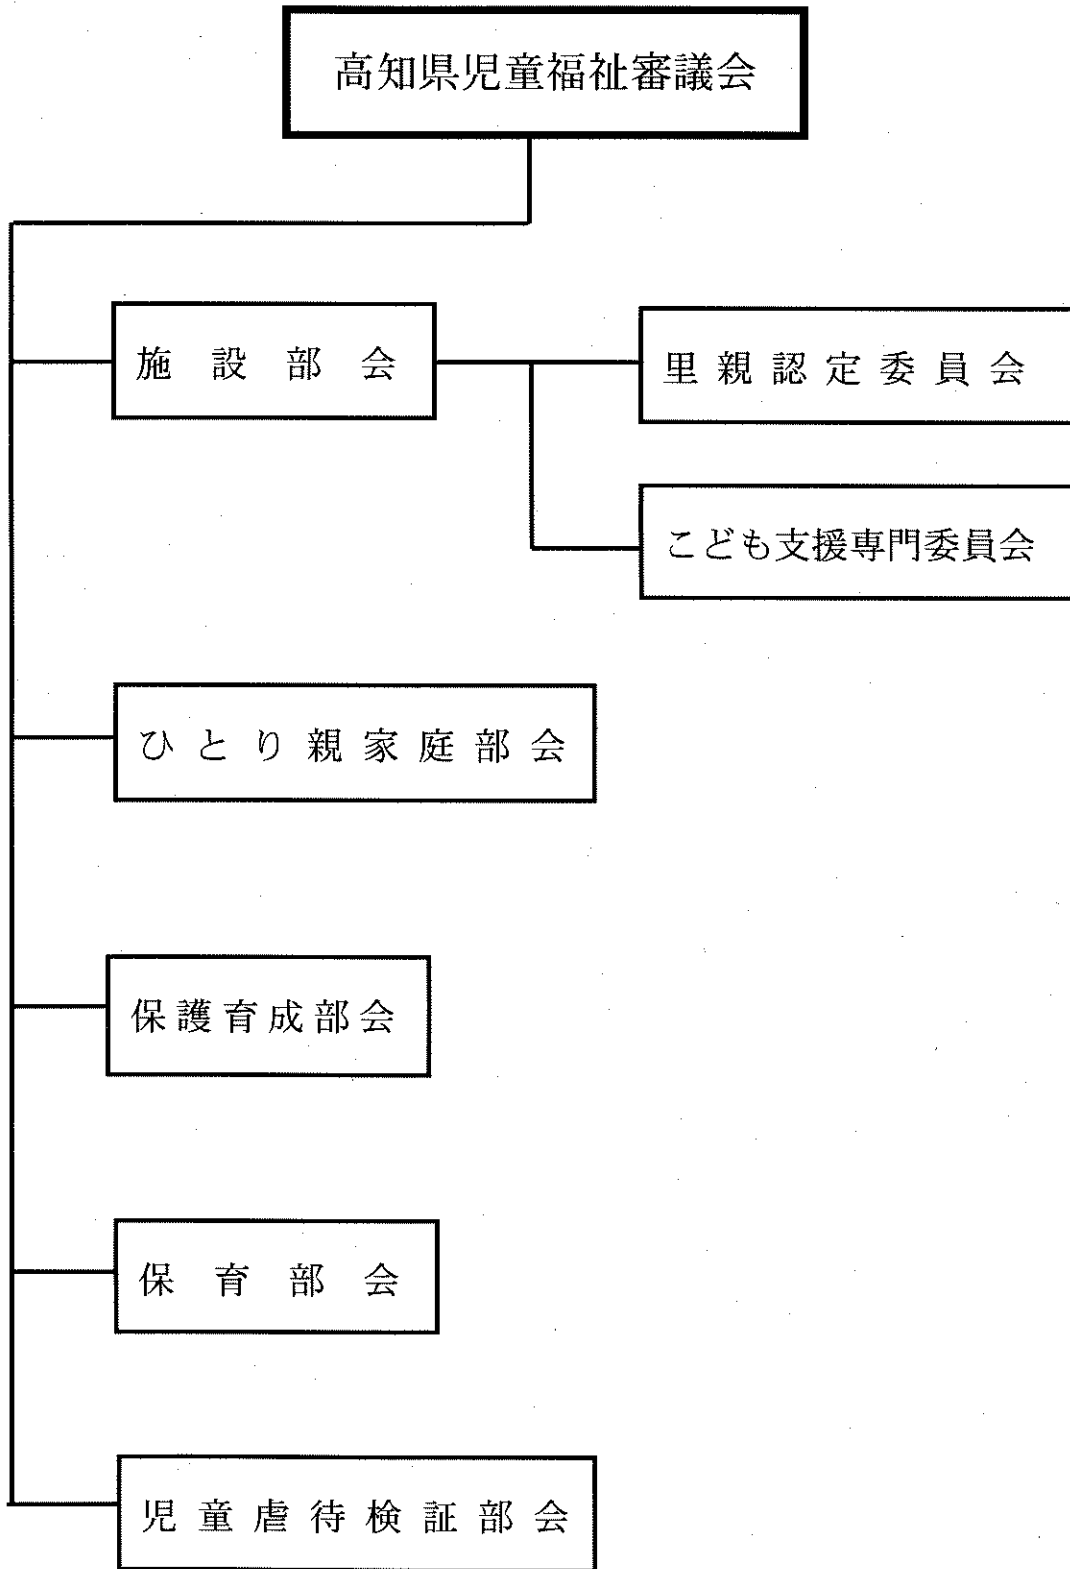 高知県児童福祉審議会
施設部会
里親認定委員会
こども支援専門委員会
ひとり親家庭部会
保護育成部会
保育部会
児童虐待検証部会